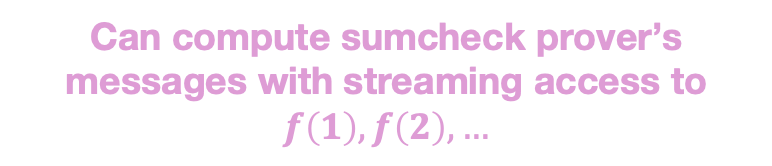 Can compute sumcheck prover’s
messages with streaming access to
f(1), f(2), …